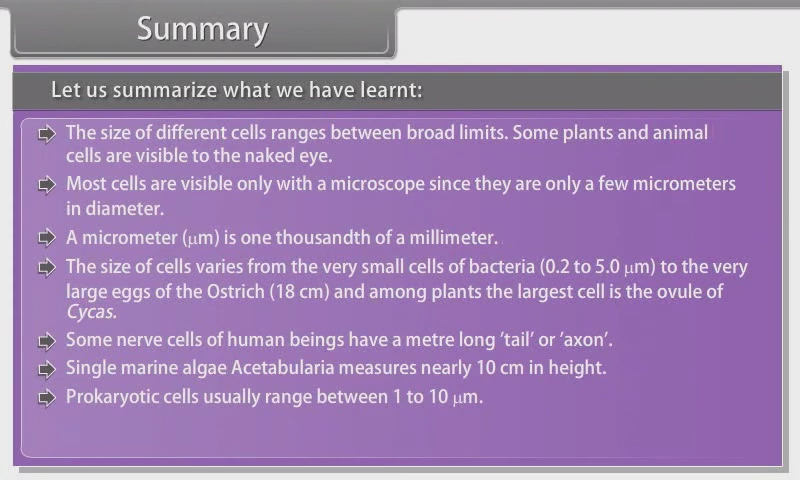 Summary
Let us summarize what we have learnt:
The size of different cells ranges between broad limits. Some plants and animal
cells are visible to the naked eye.
Most cells are visible only with a microscope since they are only a few micrometers
in diameter.
A micrometer (μm) is one thousandth of a millimeter.
The size of cells varies from the very small cells of bacteria (0.2 to 5.0 μm) to the very
large eggs of the Ostrich (18 cm) and among plants the largest cell is the ovule of
Cycas.
Some nerve cells of human beings have a metre long 'tail' or 'axon'.
Single marine algae Acetabularia measures nearly 10 cm in height.
Prokaryotic cells usually range between 1 to 10 μm.